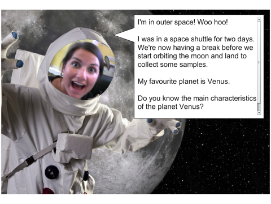 I'm in outer space! Woo hoo!
I was in a space shuttle for two days.
We're now having a break before we
start orbiting the moon and land to
collect some samples.
My favourite planet is Venus.
Do you know the main characteristics
of the planet Venus?